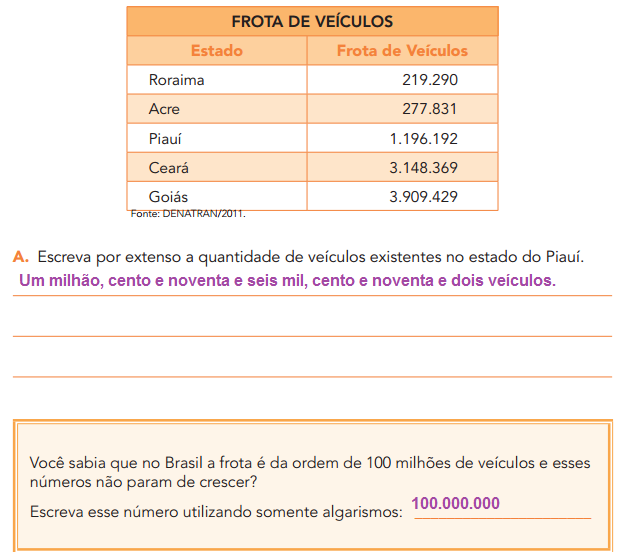 FROTA DE VEÍCULOS
Estado Frota de Veículos
Roraima 219.290
Acre 277.831
Piauí 1.196.192
Ceará 3.148.369
Goiás 3.909.429
Fonte: DENATRAN/2011.
A. Escreva por extenso a quantidade de veículos existentes no estado do Piauí.
Um milhão, cento e noventa e seis mil, cento e noventa e dois veículos.
Você sabia que no Brasil a frota é da ordem de 100 milhões de veículos e esses
números não param de crescer?
Escreva esse número utilizando somente algarismos: 100.000.000